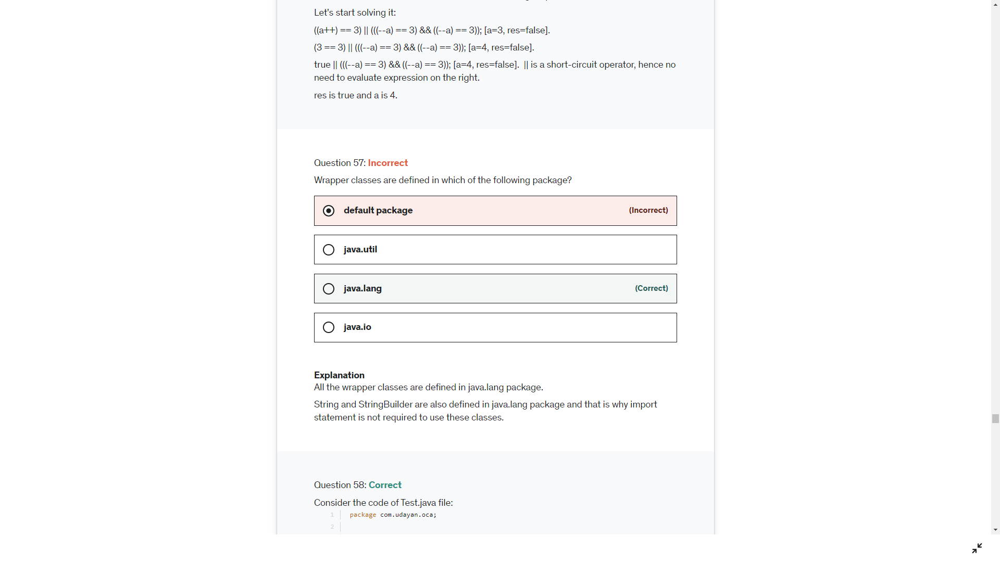 Let's start solving it:
((a++) == 3) || (((--a) == 3) && ((--a) == 3)); [a=3, res=false].
(3 == 3) || (((--a) == 3) && ((--a) == 3)); [a=4, res=false].
true || (((--a) == 3) && ((--a) == 3)); [a=4, res=false].  || is a short-circuit operator, hence no
need to evaluate expression on the right.
res is true and a is 4.
Question 57: Incorrect
Wrapper classes are defined in which of the following package?
default package (Incorrect)
java.util
java.lang (Correct)
java.io
Explanation
All the wrapper classes are defined in java.lang package.
String and StringBuilder are also defined in java.lang package and that is why import
statement is not required to use these classes.
Question 58: Correct
Consider the code of Test.java file:
1 package com.udayan.oca;
2